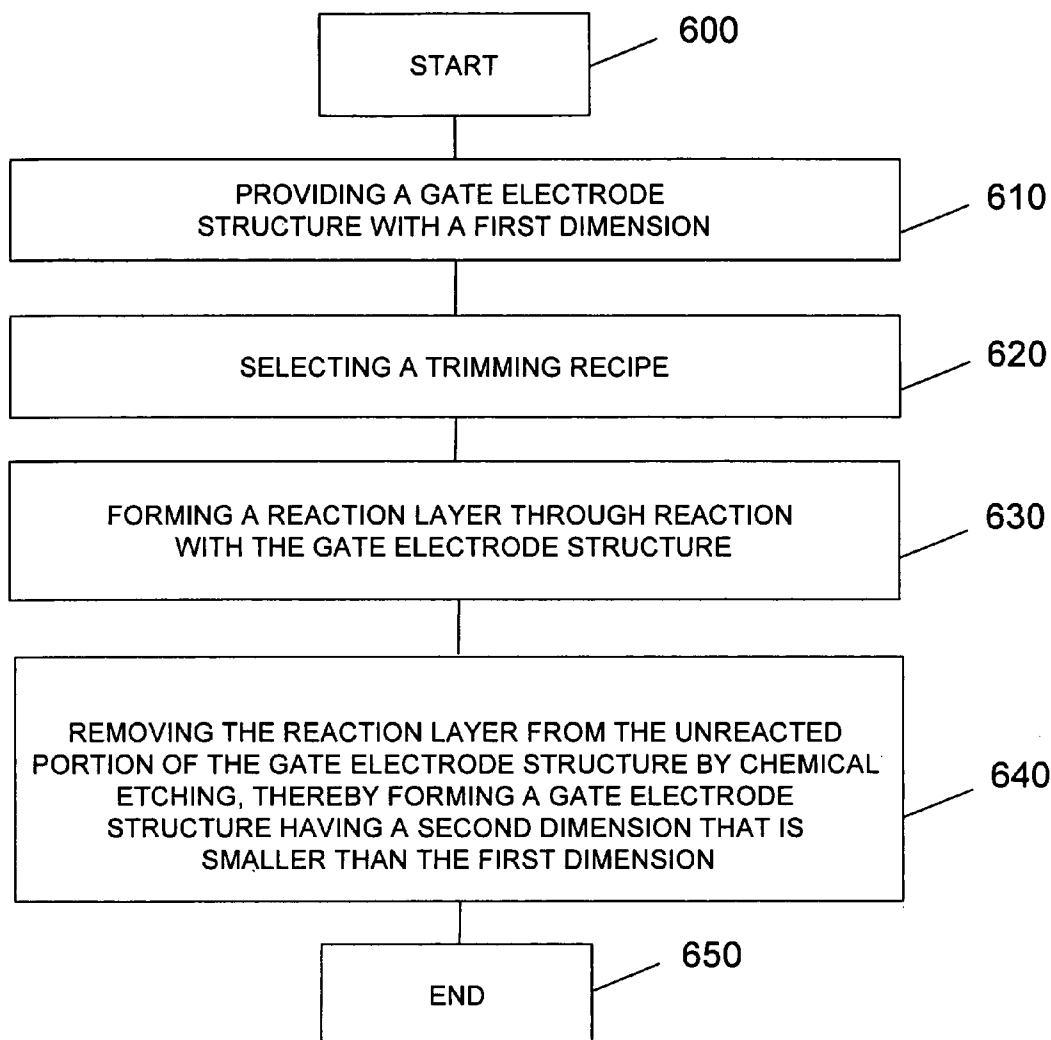 START
600
PROVIDING A GATE ELECTRODE
STRUCTURE WITH A FIRST DIMENSION
610
SELECTING A TRIMMING RECIPE
620
FORMING A REACTION LAYER THROUGH REACTION
WITH THE GATE ELECTRODE STRUCTURE
630
REMOVING THE REACTION LAYER FROM THE UNREACTED
PORTION OF THE GATE ELECTRODE STRUCTURE BY CHEMICAL
ETCHING, THEREBY FORMING A GATE ELECTRODE
STRUCTURE HAVING A SECOND DIMENSION THAT IS
SMALLER THAN THE FIRST DIMENSION
640
END
650